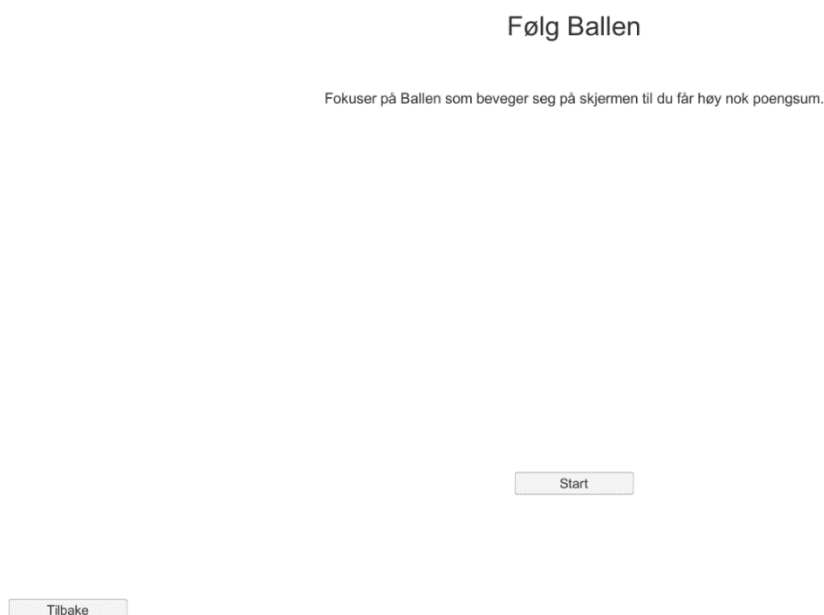 Følg Ballen
Fokuser på Ballen som beveger seg på skjermen til du får høy nok poengsum.
Start
Tilbake